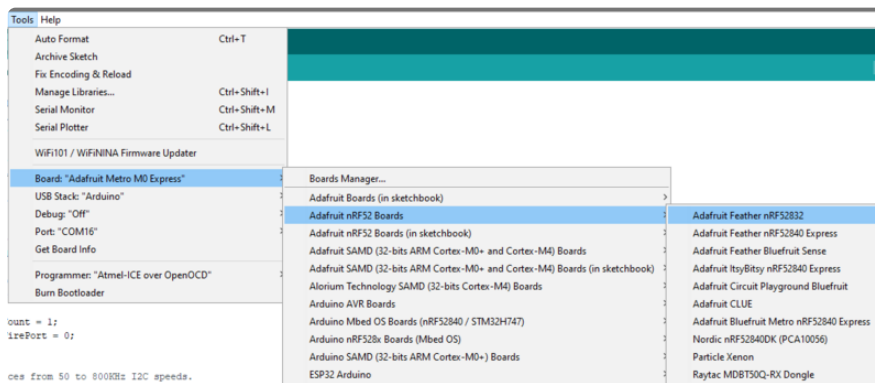 Tools Help
Auto Format Ctrl+T
Archive Sketch
Fix Encoding & Reload
Manage Libraries... Ctrl+Shift+I
Serial Monitor Ctrl+Shift+M
Serial Plotter Ctrl+Shift+L
WiFi101 / WiFiNINA Firmware Updater
Board: "Adafruit Metro M0 Express"
USB Stack: "Arduino"
Debug: "Off"
Port: "COM16"
Get Board Info
Programmer: "Atmel-ICE over OpenOCD"
Burn Bootloader
Boards Manager...
Adafruit Boards (in sketchbook)
Adafruit nRF52 Boards
Adafruit nRF52 Boards (in sketchbook)
Adafruit SAMD (32-bits ARM Cortex-M0+ and Cortex-M4) Boards
Adafruit SAMD (32-bits ARM Cortex-M0+ and Cortex-M4) Boards (in sketchbook)
Alorium Technology SAMD (32-bits Cortex-M4) Boards
Arduino AVR Boards
Arduino Mbed OS Boards (nRF52840 / STM32H747)
Arduino nRF528x Boards (Mbed OS)
Arduino SAMD (32-bits ARM Cortex-M0+) Boards
ESP32 Arduino
Adafruit Feather nRF52832
Adafruit Feather nRF52840 Express
Adafruit Feather Bluefruit Sense
Adafruit ItsyBitsy nRF52840 Express
Adafruit Circuit Playground Bluefruit
Adafruit CLUE
Adafruit Bluefruit Metro nRF52840 Express
Nordic nRF52840DK (PCA10056)
Particle Xenon
Raytac MDBT50Q-RX Dongle
ount = 1;
irePort = 0;
ces from 50 to 800KHz I2C speeds.